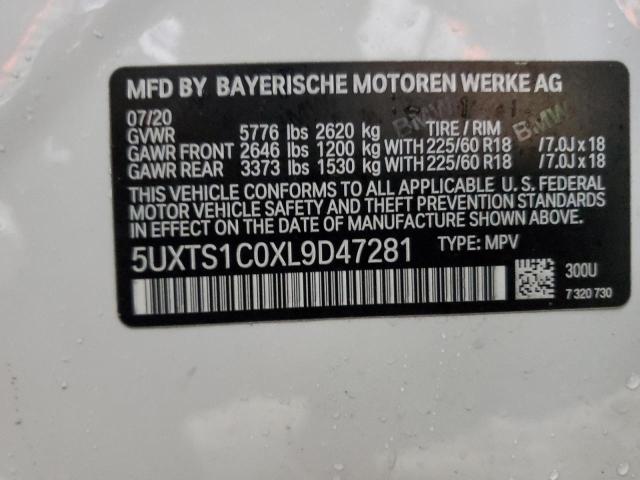 MFD BY BAYERISCHE MOTOREN WERKE AG
07/20
GVWR 5776 lbs 2620 kg TIRE / RIM
GAWR FRONT 2646 lbs 1200 kg WITH 225/60 R18 /7.0J x 18
GAWR REAR 3373 lbs 1530 kg WITH 225/60 R18 /7.0J x 18
THIS VEHICLE CONFORMS TO ALL APPLICABLE U. S. FEDERAL
MOTOR VEHICLE SAFETY AND THEFT PREVENTION STANDARDS
IN EFFECT ON THE DATE OF MANUFACTURE SHOWN ABOVE.
5UXTS1C0XL9D47281 TYPE: MPV
300U
7 320 730
BMW
BMW